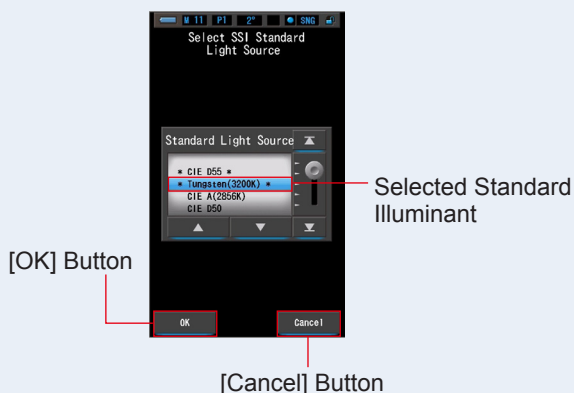 M 11 P1 2° SNG
Select SSI Standard
Light Source
Standard Light Source
* CIE D55 *
* Tungsten(3200K) *
CIE A(2856K)
CIE D50
Selected Standard
Illuminant
[OK] Button
OK
Cancel
[Cancel] Button